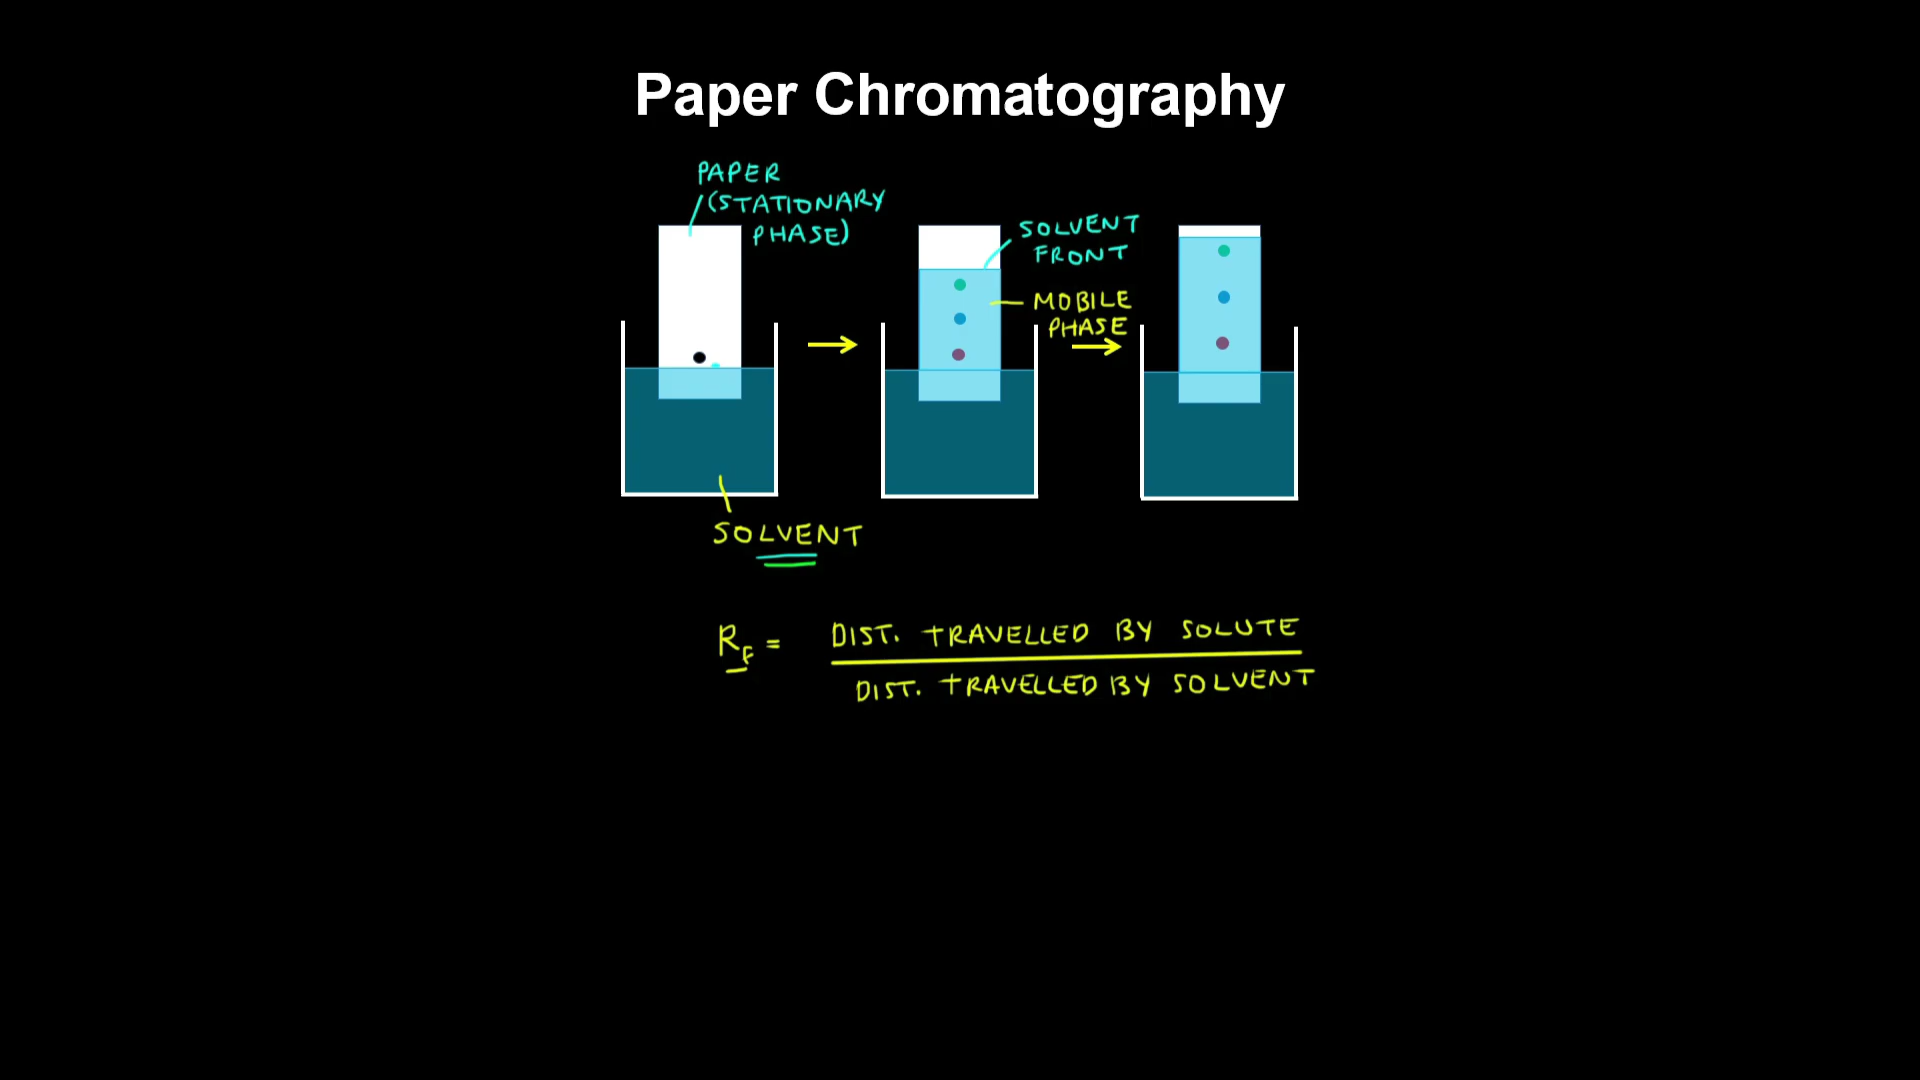 Paper Chromatography
PAPER
(STATIONARY
PHASE)
SOLVENT
FRONT
MOBILE
PHASE
SOLVENT
RF = DIST. TRAVELLED BY SOLUTE
DIST. TRAVELLED BY SOLVENT